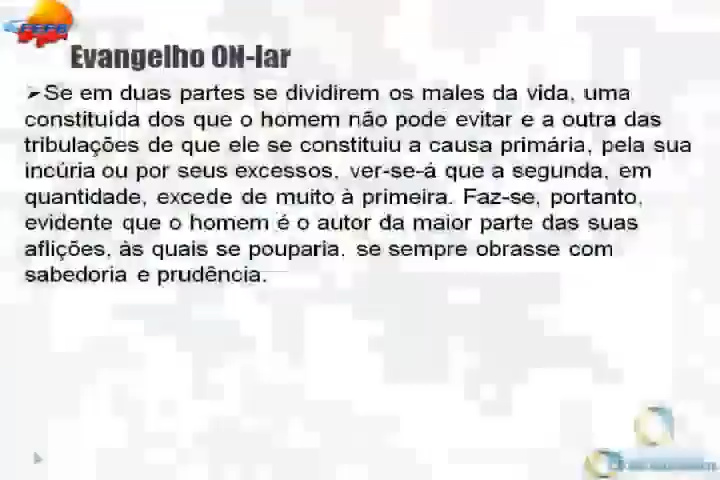 FEPB
Evangelho ON-lar
➢Se em duas partes se dividirem os males da vida, uma
constituída dos que o homem não pode evitar e a outra das
tribulações de que ele se constituiu a causa primária, pela sua
incúria ou por seus excessos, ver-se-á que a segunda, em
quantidade, excede de muito à primeira. Faz-se, portanto,
evidente que o homem é o autor da maior parte das suas
aflições, às quais se pouparia, se sempre obrasse com
sabedoria e prudência.